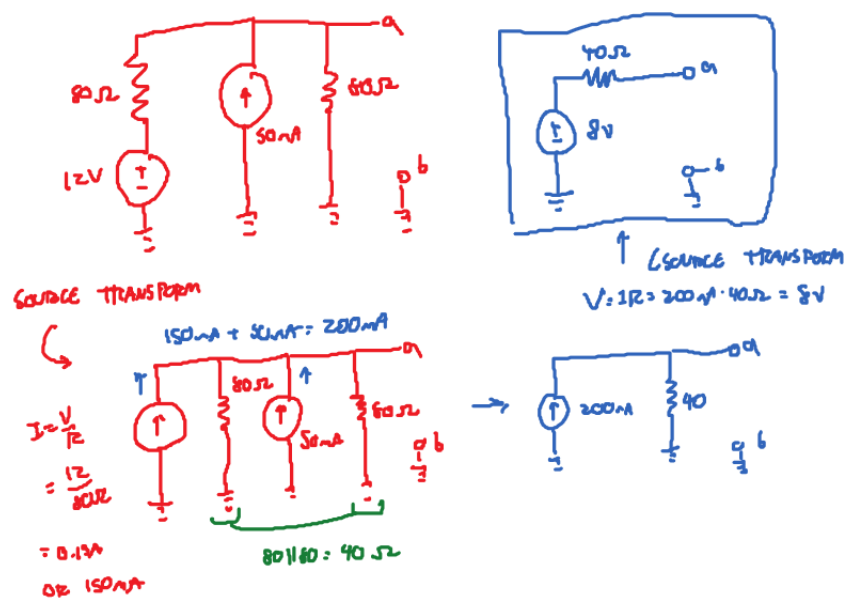 a
80Ω
50mA
80Ω
12V
+
b
40Ω
a
+
8V
b
SOURCE TRANSFORM
V=IR=200mA·40Ω=8V
SOURCE TRANSFORM
150mA + 50mA = 200mA
a
80Ω
50mA
80Ω
b
I=V/R
=12/80Ω
=0.15A
OR 150mA
80||80=40Ω
a
200mA
40
b